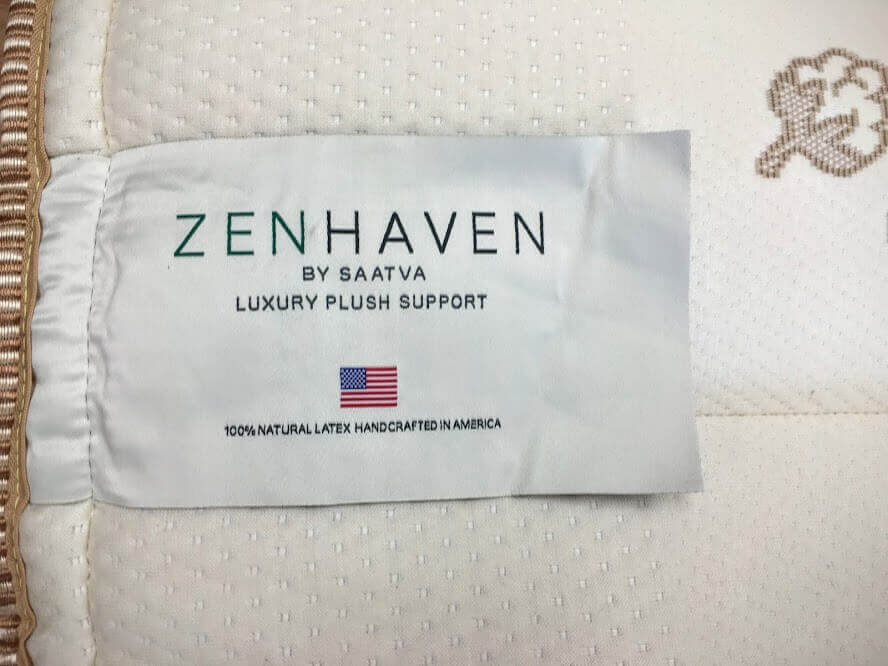 ZENHAVEN
BY SAATVA
LUXURY PLUSH SUPPORT
100% NATURAL LATEX HANDCRAFTED IN AMERICA